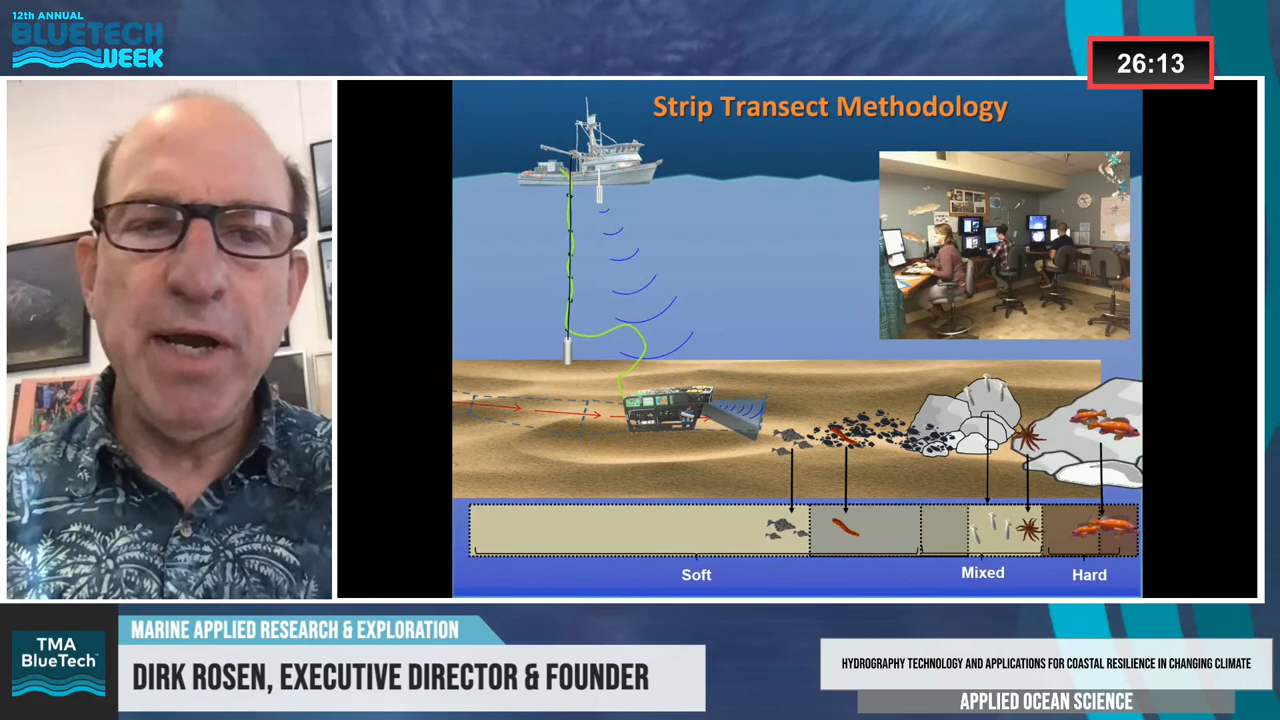 12th ANNUAL
BLUETECH
WEEK
26:13
Strip Transect Methodology
Soft
Mixed
Hard
TMA
BlueTech™
MARINE APPLIED RESEARCH & EXPLORATION
DIRK ROSEN, EXECUTIVE DIRECTOR & FOUNDER
HYDROGRAPHY TECHNOLOGY AND APPLICATIONS FOR COASTAL RESILIENCE IN CHANGING CLIMATE
APPLIED OCEAN SCIENCE